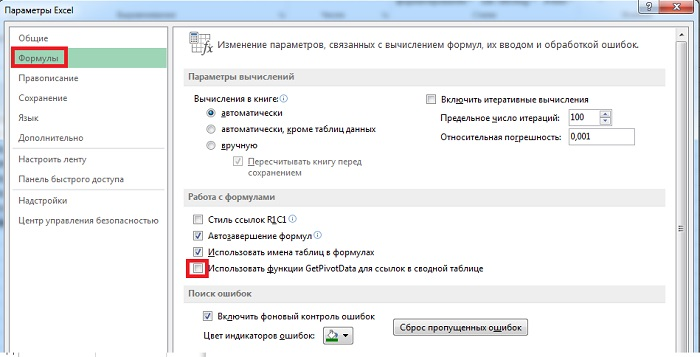 Параметры Excel
?
Общие
Формулы
Правописание
Сохранение
Язык
Дополнительно
Настроить ленту
Панель быстрого доступа
Надстройки
Центр управления безопасностью
fx
Изменение параметров, связанных с вычислением формул, их вводом и обработкой ошибок.
Параметры вычислений
Вычисления в книге:
автоматически
автоматически, кроме таблиц данных
вручную
Пересчитывать книгу перед
сохранением
Включить итеративные вычисления
Предельное число итераций: 100
Относительная погрешность: 0,001
Работа с формулами
Стиль ссылок R1C1
Автозавершение формул
Использовать имена таблиц в формулах
Использовать функции GetPivotData для ссылок в сводной таблице
Поиск ошибок
Включить фоновый контроль ошибок
Цвет индикаторов ошибок:
Сброс пропущенных ошибок